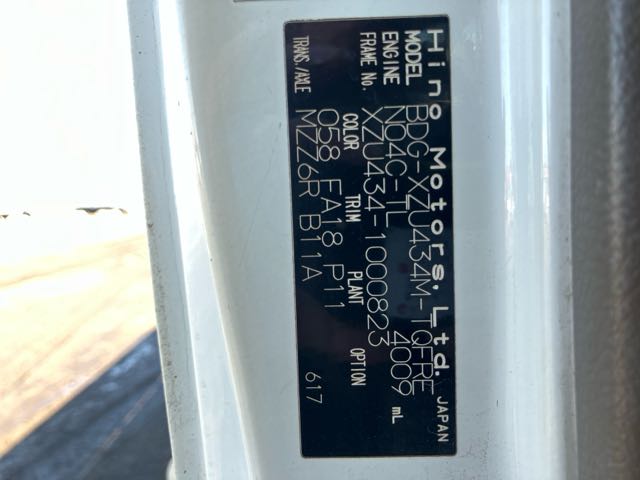 Hino Motors, Ltd. JAPAN
MODEL BDG-XZU434M-TQFRE
ENGINE N04C-TL 4009 mL
FRAME No. XZU434-1000823
COLOR TRIM PLANT OPTION
058 FA18 P11
TRANS./AXLE MZZ6R B11A 617